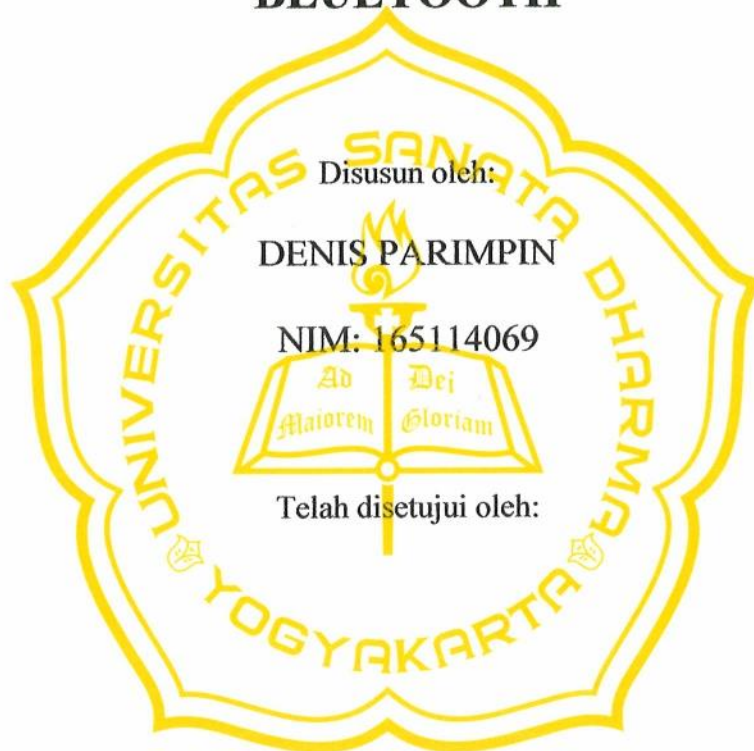 BLUETOOTH
UNIVERSITAS SANATA DHARMA
Disusun oleh:
DENIS PARIMPIN
NIM: 165114069
Ad Dei
Maiorem Gloriam
Telah disetujui oleh:
YOGYAKARTA